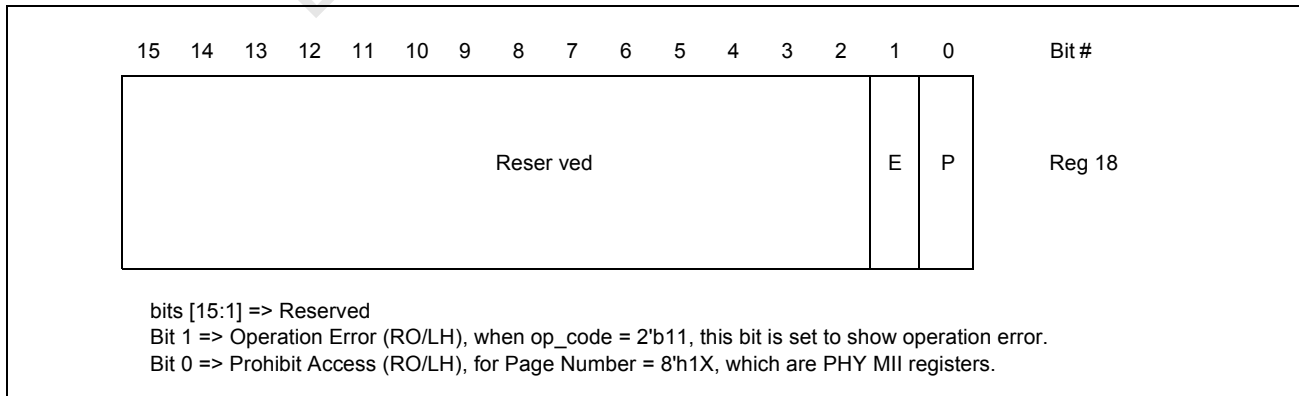 15 14 13 12 11 10 9 8 7 6 5 4 3 2 1 0 Bit #
Reser ved E P Reg 18
bits [15:1] => Reserved
Bit 1 => Operation Error (RO/LH), when op_code = 2'b11, this bit is set to show operation error.
Bit 0 => Prohibit Access (RO/LH), for Page Number = 8'h1X, which are PHY MII registers.